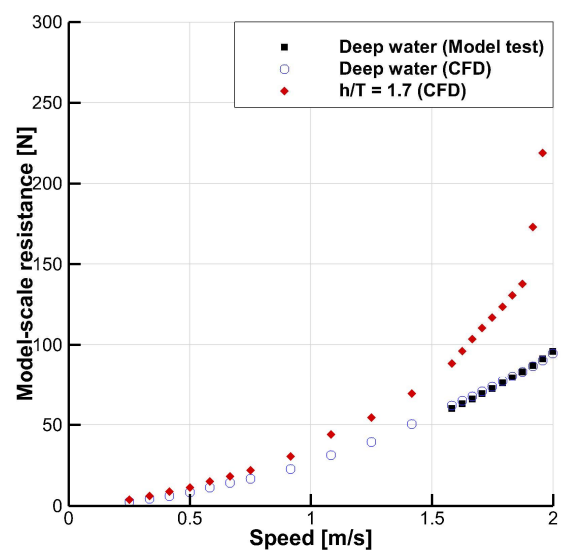 300
250
200
150
100
50
0
Model-scale resistance [N]
Deep water (Model test)
Deep water (CFD)
h/T = 1.7 (CFD)
0
0.5
1
1.5
2
Speed [m/s]